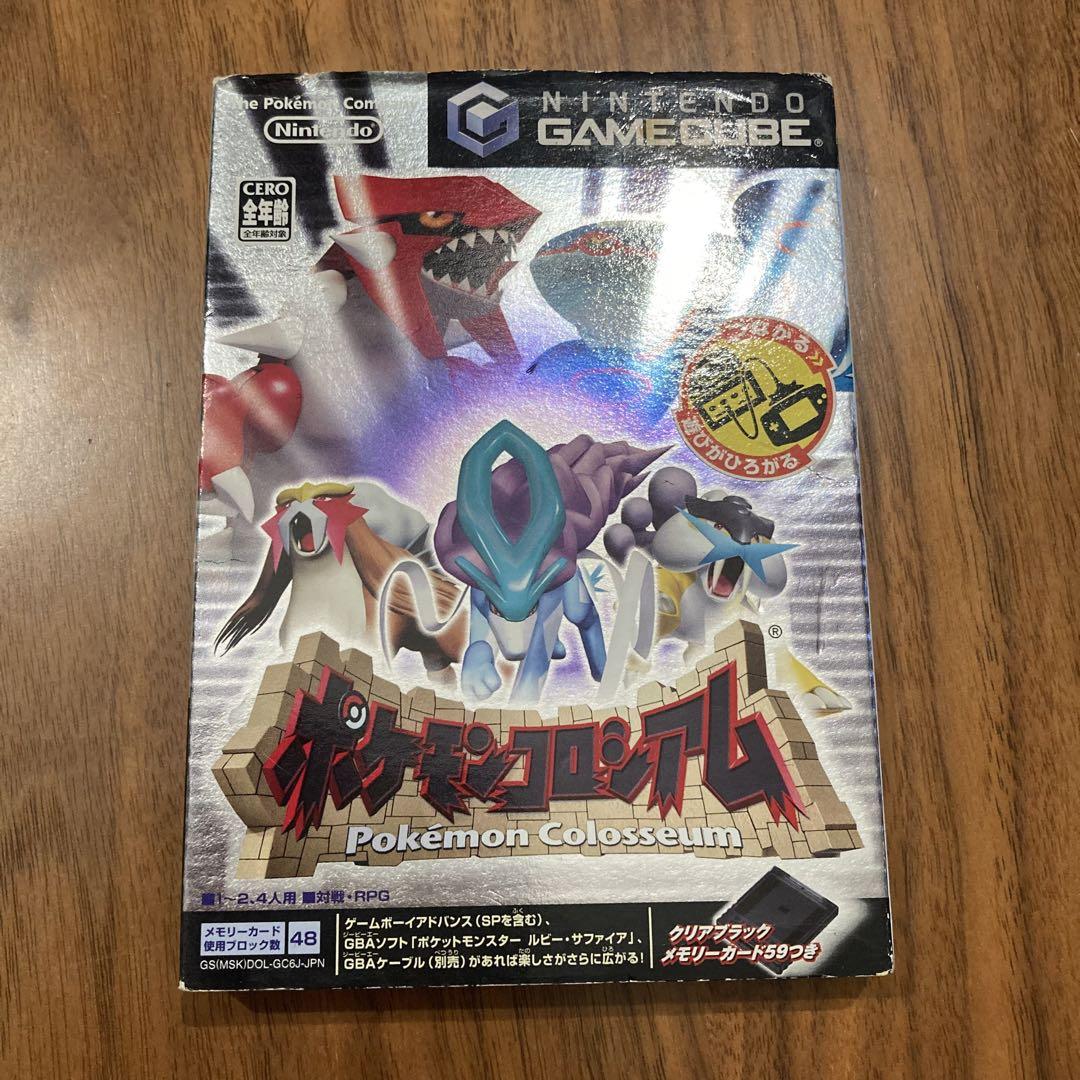 The Pokémon Company
Nintendo
NINTENDO
GAMECUBE®
CERO
全年齢
全年齢対象
つながる
遊びがひろがる
®
ポケモンコロシアム
Pokémon Colosseum
■1〜2、4人用 ■対戦・RPG
メモリーカード
使用ブロック数 48
GS(MSK)DOL-GC6J-JPN
ゲームボーイアドバンス(SPを含む)、
GBAソフト「ポケットモンスター ルビー・サファイア」、
GBAケーブル(別売)があれば楽しさがさらに広がる!
クリアブラック
メモリーカード59つき